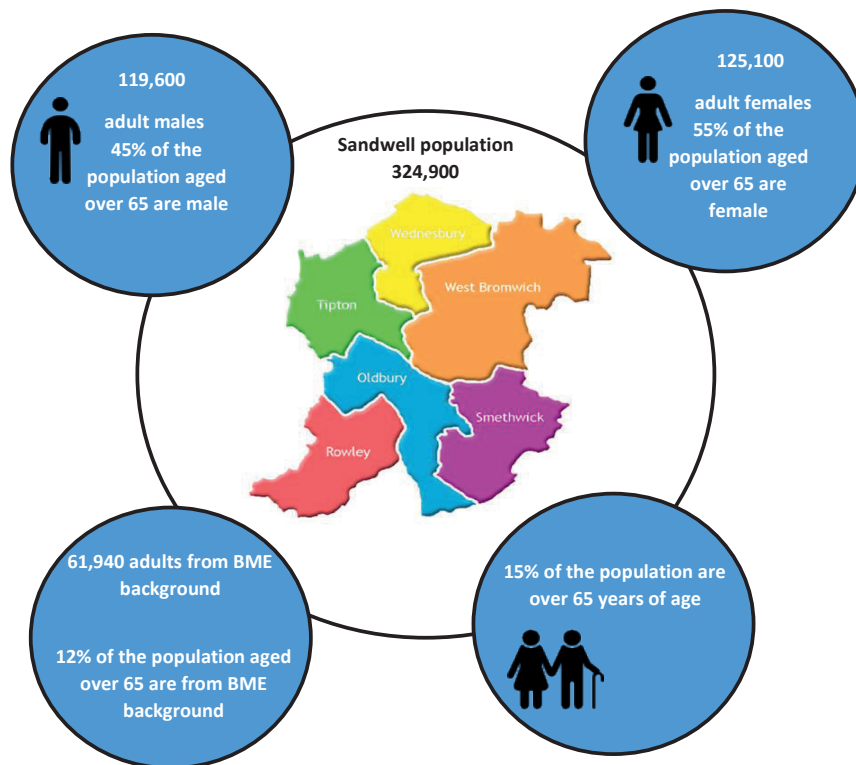 119,600
adult males
45% of the
population aged
over 65 are male
125,100
adult females
55% of the
population aged
over 65 are
female
Sandwell population
324,900
Wednesbury
West Bromwich
Tipton
Oldbury
Smethwick
Rowley
61,940 adults from BME
background
12% of the population aged
over 65 are from BME
background
15% of the population are
over 65 years of age